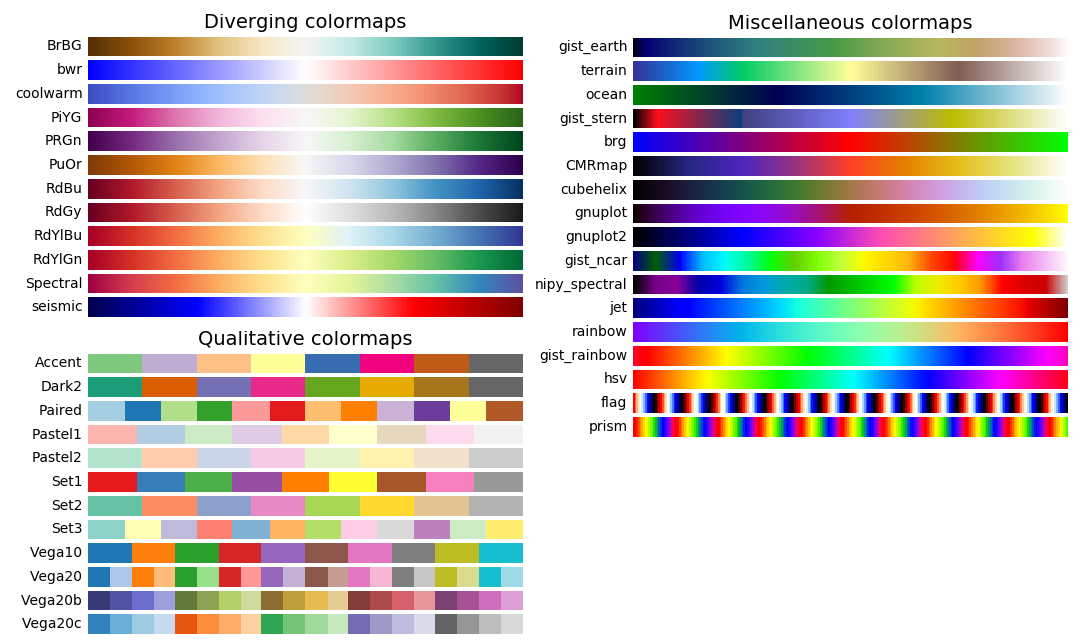 Diverging colormaps
BrBG
bwr
coolwarm
PiYG
PRGn
PuOr
RdBu
RdGy
RdYlBu
RdYlGn
Spectral
seismic
Qualitative colormaps
Accent
Dark2
Paired
Pastel1
Pastel2
Set1
Set2
Set3
Vega10
Vega20
Vega20b
Vega20c
Miscellaneous colormaps
gist_earth
terrain
ocean
gist_stern
brg
CMRmap
cubehelix
gnuplot
gnuplot2
gist_ncar
nipy_spectral
jet
rainbow
gist_rainbow
hsv
flag
prism